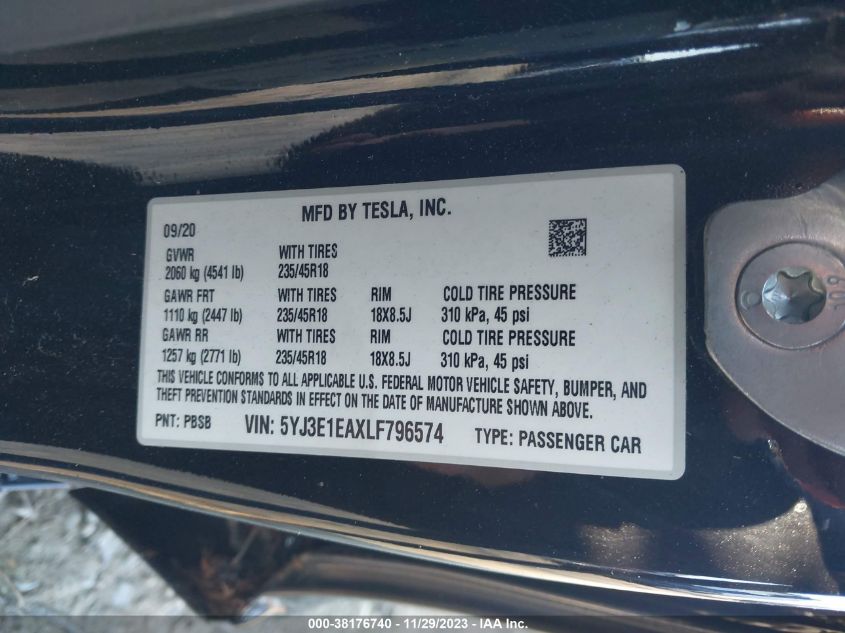 MFD BY TESLA, INC.
09/20
GVWR WITH TIRES
2060 kg (4541 lb) 235/45R18
GAWR FRT WITH TIRES RIM COLD TIRE PRESSURE
1110 kg (2447 lb) 235/45R18 18X8.5J 310 kPa, 45 psi
GAWR RR WITH TIRES RIM COLD TIRE PRESSURE
1257 kg (2771 lb) 235/45R18 18X8.5J 310 kPa, 45 psi
THIS VEHICLE CONFORMS TO ALL APPLICABLE U.S. FEDERAL MOTOR VEHICLE SAFETY, BUMPER, AND
THEFT PREVENTION STANDARDS IN EFFECT ON THE DATE OF MANUFACTURE SHOWN ABOVE.
PNT: PBSB VIN: 5YJ3E1EAXLF796574 TYPE: PASSENGER CAR
000-38176740 - 11/29/2023 - IAA Inc.